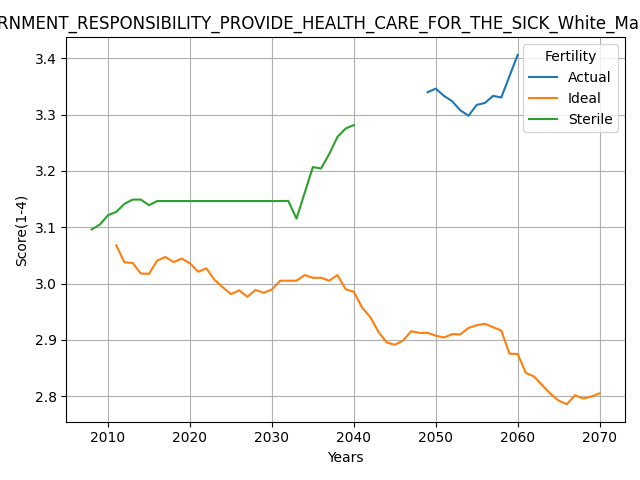 RNMENT_RESPONSIBILITY_PROVIDE_HEALTH_CARE_FOR_THE_SICK_White_Ma
Fertility
Actual
Ideal
Sterile
Score(1-4)
3.4
3.3
3.2
3.1
3.0
2.9
2.8
2010 2020 2030 2040 2050 2060 2070
Years